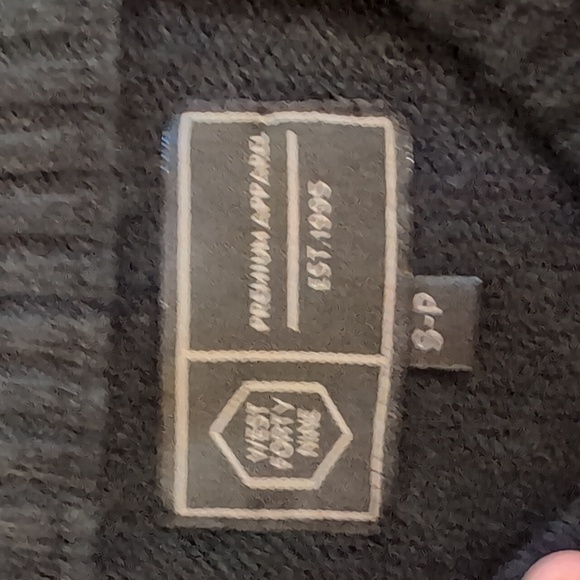 WEST
FORTY
NINE
PREMIUM APPAREL
EST.1995
S-P